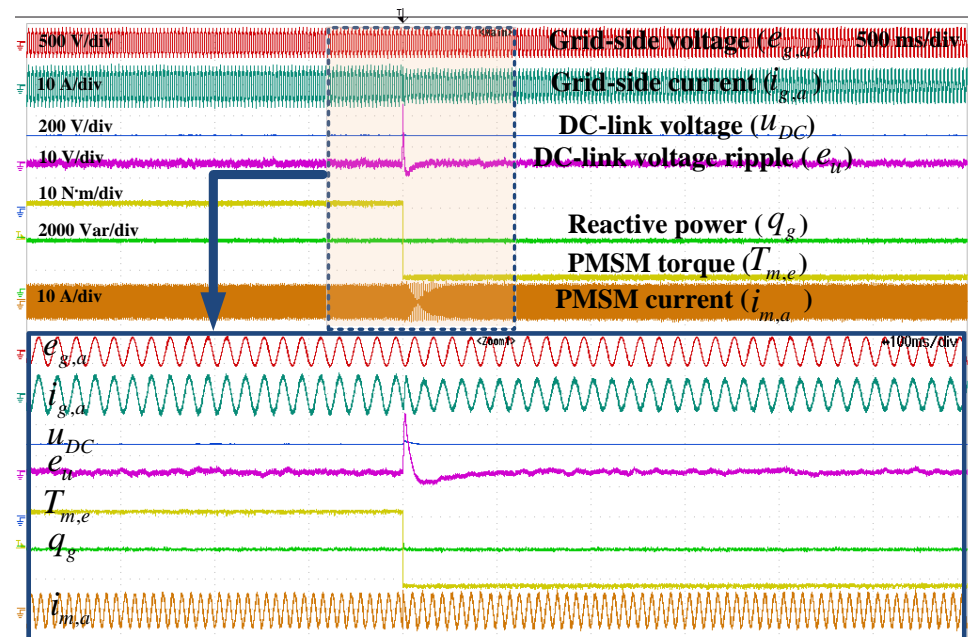 T
<Main>
500 V/div Grid-side voltage (e_{g,a}) 500 ms/div
10 A/div Grid-side current (i_{g,a})
200 V/div DC-link voltage (u_{DC})
10 V/div DC-link voltage ripple (e_u)
10 N·m/div
2000 Var/div Reactive power (q_g)
PMSM torque (T_{m,e})
10 A/div PMSM current (i_{m,a})
e_{g,a} <Zoom1> 100ms/div
i_{g,a}
u_{DC}
e_u
T_{m,e}
q_g
i_{m,a}